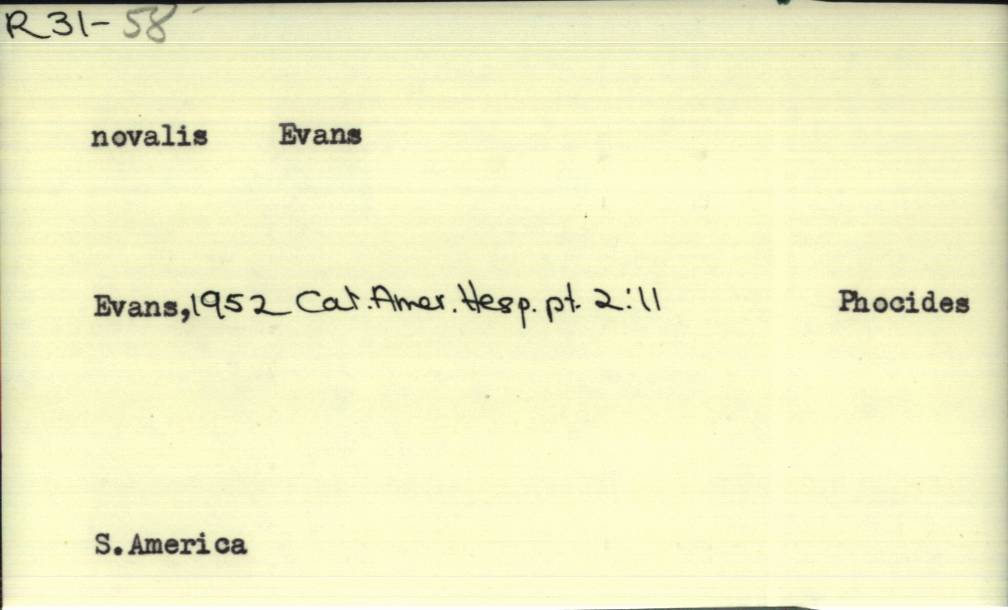 R31-58
novalis Evans
Evans,1952 Cat.Amer.Hesp.pt.2:11 Phocides
S.America